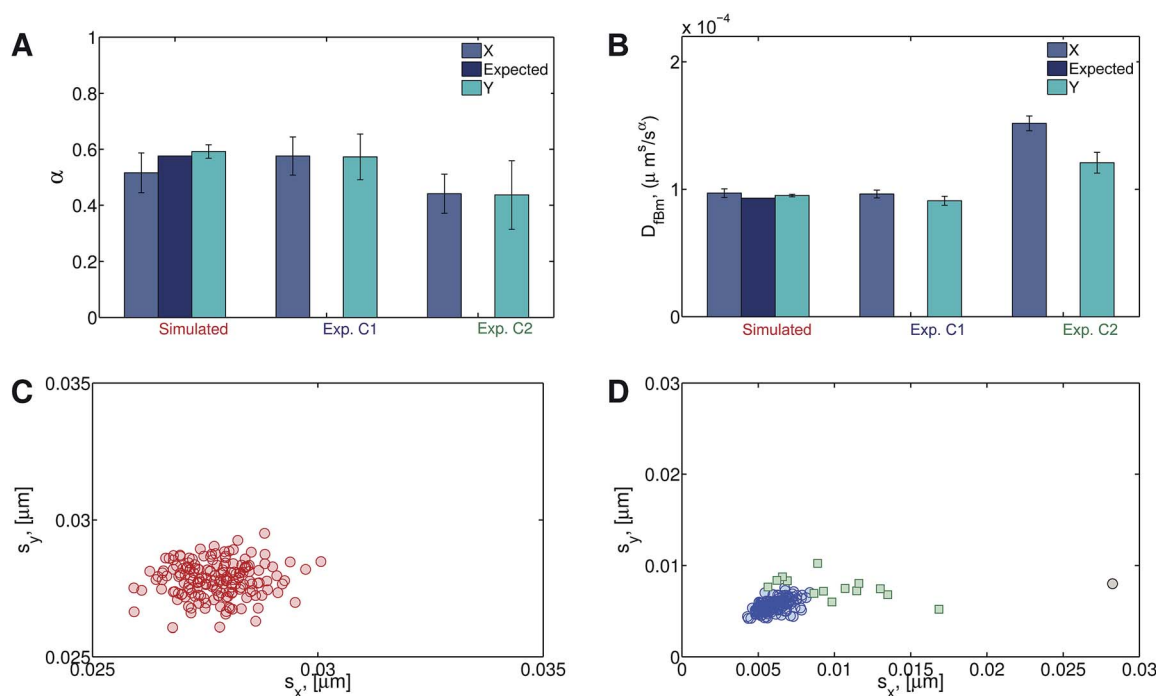 A
X
Expected
Y
1
0.8
0.6
0.4
0.2
0
α
Simulated
Exp. C1
Exp. C2
B
x 10⁻⁴
X
Expected
Y
2
1
0
D_fBm, (μ m^s/s^α)
Simulated
Exp. C1
Exp. C2
C
0.035
0.03
0.025
s_y, [μm]
0.025
0.03
0.035
s_x, [μm]
D
0.03
0.02
0.01
0
s_y, [μm]
0
0.005
0.01
0.015
0.02
0.025
0.03
s_x, [μm]